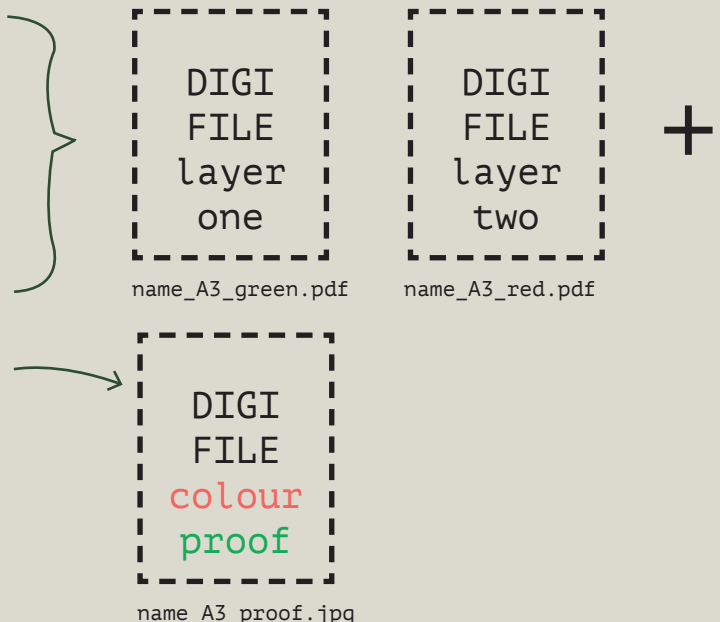 DIGI
FILE
layer
one
name_A3_green.pdf
DIGI
FILE
layer
two
name_A3_red.pdf
+
DIGI
FILE
colour
proof
name_A3_proof.jpg